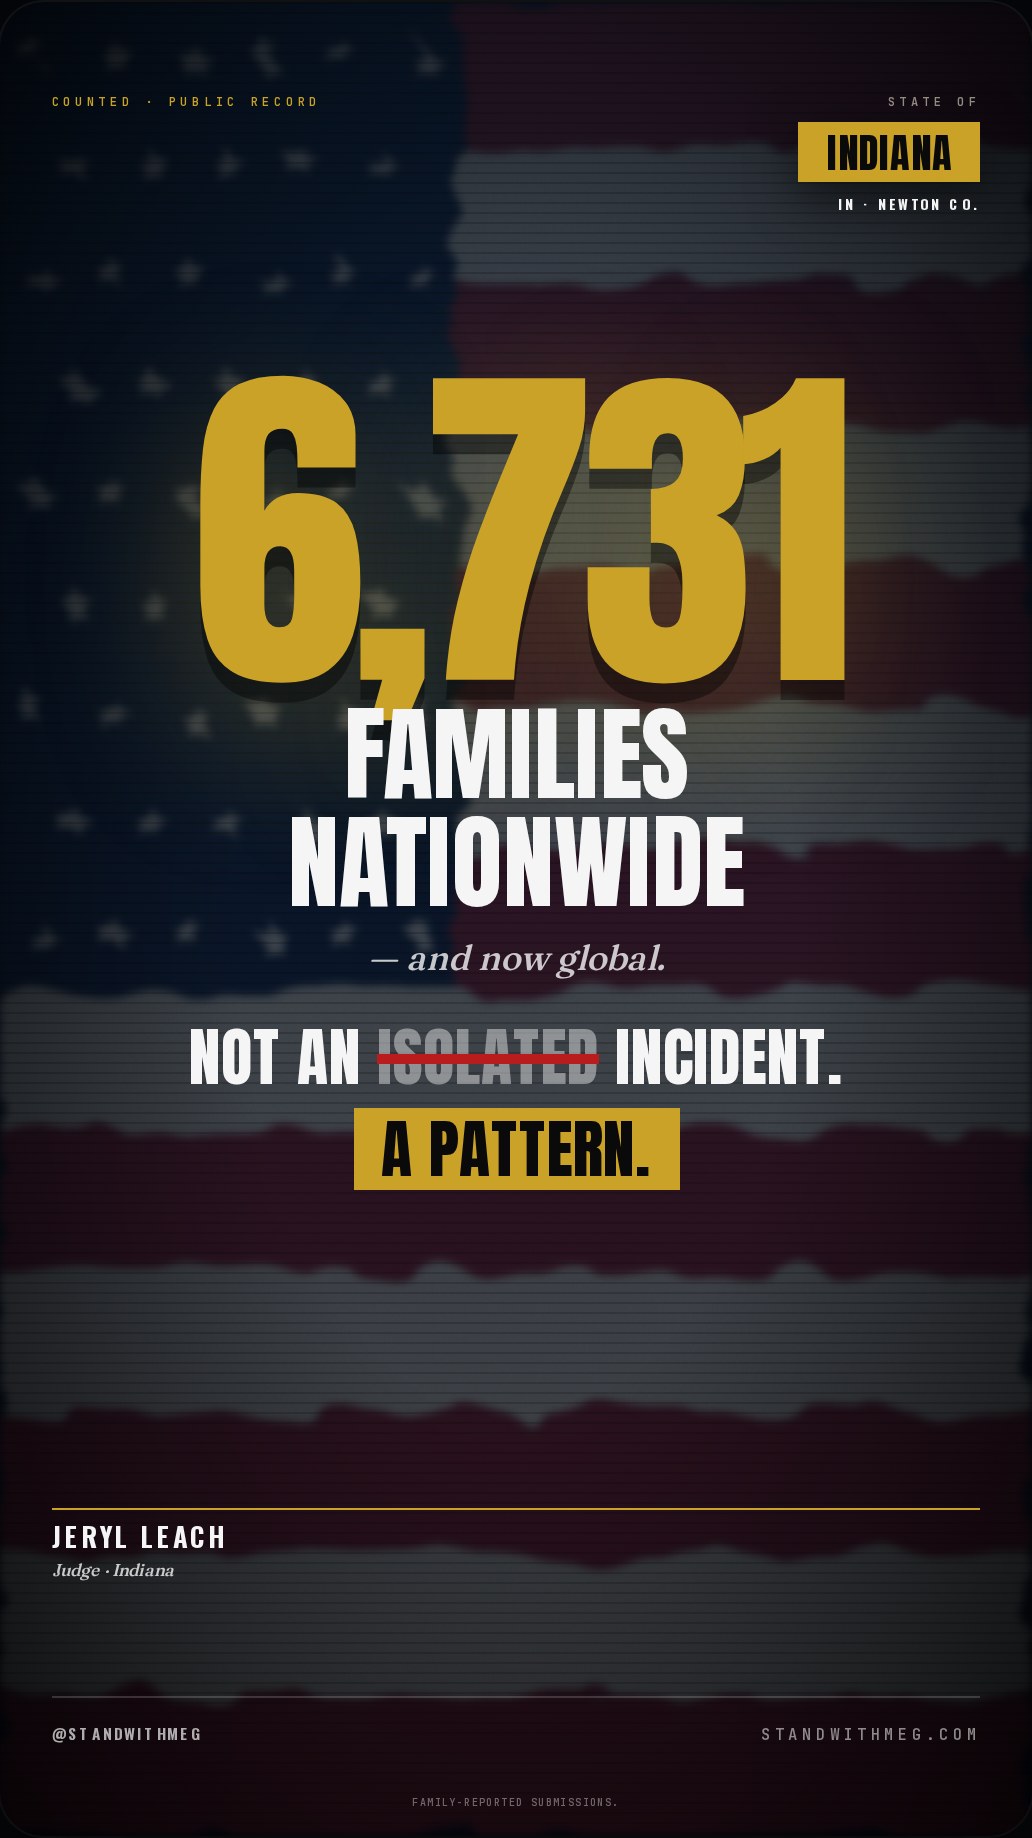 COUNTED · PUBLIC RECORD
STATE OF
INDIANA
IN · NEWTON CO.
6,731
FAMILIES
NATIONWIDE
— and now global.
NOT AN ISOLATED INCIDENT.
A PATTERN.
JERYL LEACH
Judge · Indiana
@STANDWITHMEG
STANDWITHMEG.COM
FAMILY-REPORTED SUBMISSIONS.